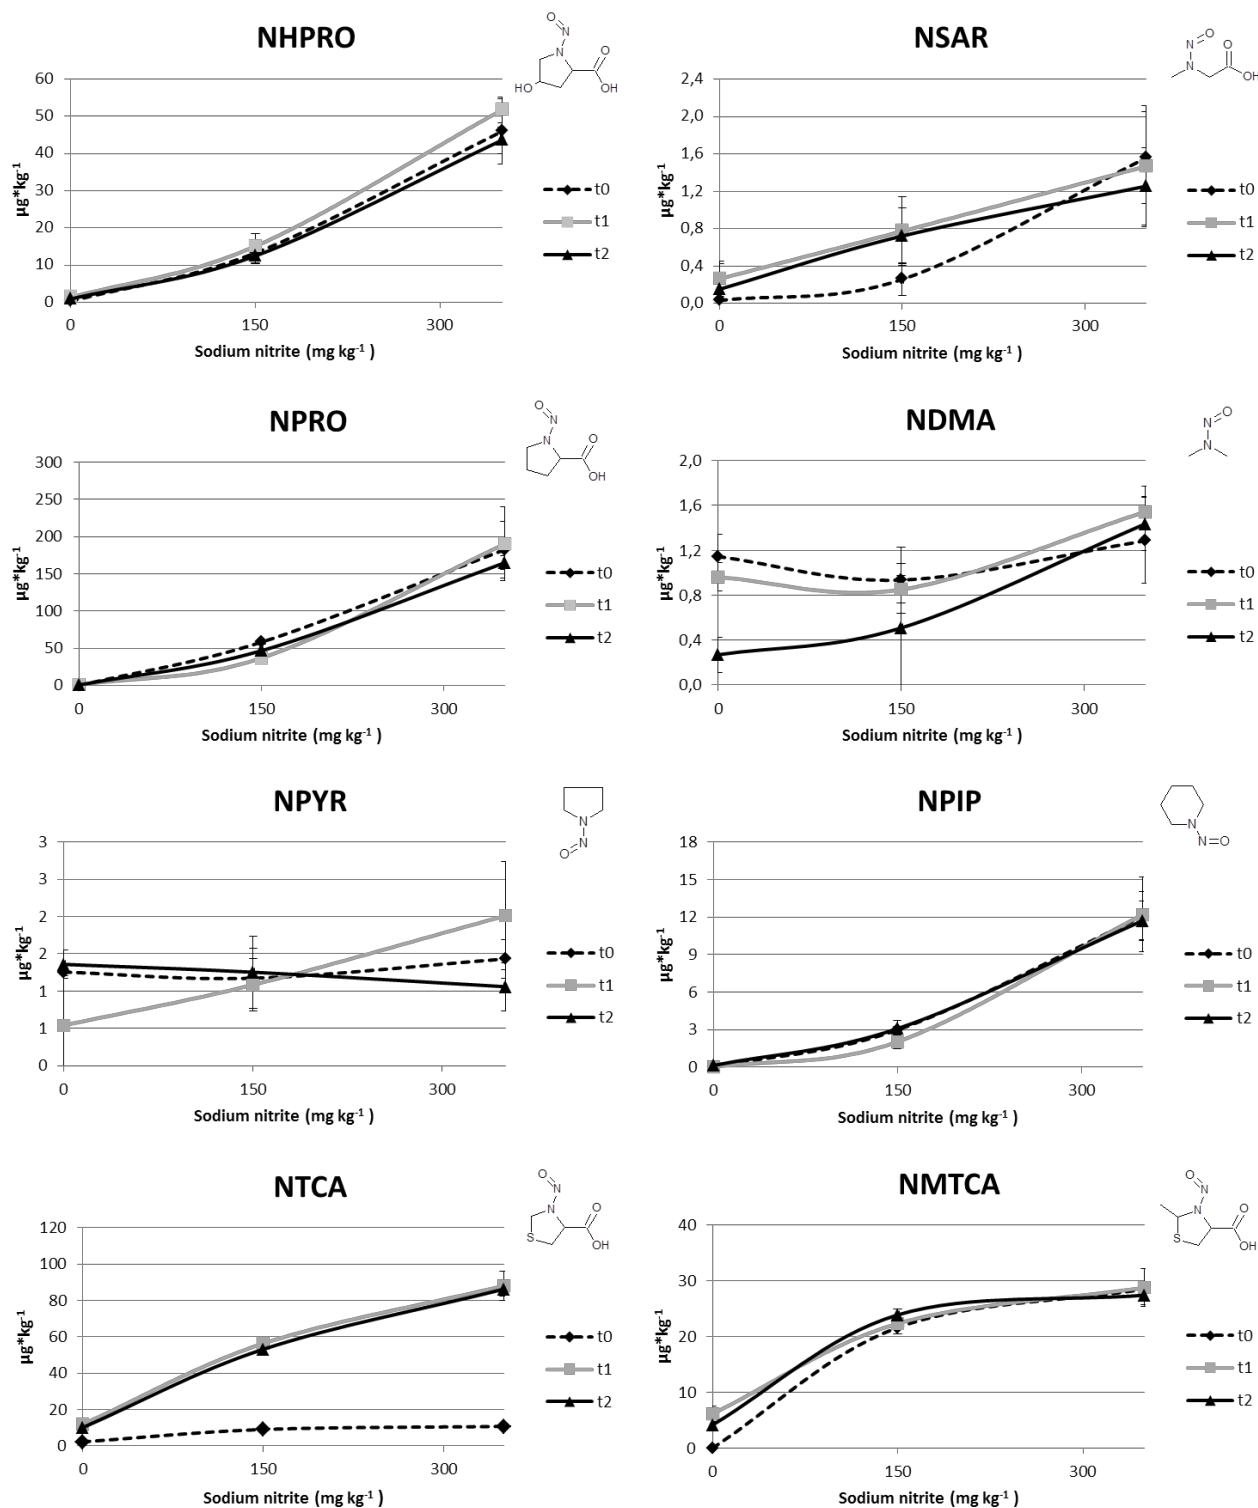 NHPRO
O
N
N
O
HO
OH
60
50
40
30
20
10
0
µg*kg-1
0 150 300
Sodium nitrite (mg kg-1 )
t0
t1
t2
NSAR
O
N
O
N
OH
2,4
2,0
1,6
1,2
0,8
0,4
0,0
µg*kg-1
0 150 300
Sodium nitrite (mg kg-1 )
t0
t1
t2
NPRO
O
N
N
O
OH
300
250
200
150
100
50
0
µg*kg-1
0 150 300
Sodium nitrite (mg kg-1 )
t0
t1
t2
NDMA
O
N
N
2,0
1,6
1,2
0,8
0,4
0,0
µg*kg-1
0 150 300
Sodium nitrite (mg kg-1 )
t0
t1
t2
NPYR
N
N
O
3
3
2
2
1
1
0
µg*kg-1
0 150 300
Sodium nitrite (mg kg-1 )
t0
t1
t2
NPIP
N
N=O
18
15
12
9
6
3
0
µg*kg-1
0 150 300
Sodium nitrite (mg kg-1 )
t0
t1
t2
NTCA
O
N
N
O
S
OH
120
100
80
60
40
20
0
µg*kg-1
0 150 300
Sodium nitrite (mg kg-1 )
t0
t1
t2
NMTCA
O
N
N
O
S
OH
40
30
20
10
0
µg*kg-1
0 150 300
Sodium nitrite (mg kg-1 )
t0
t1
t2